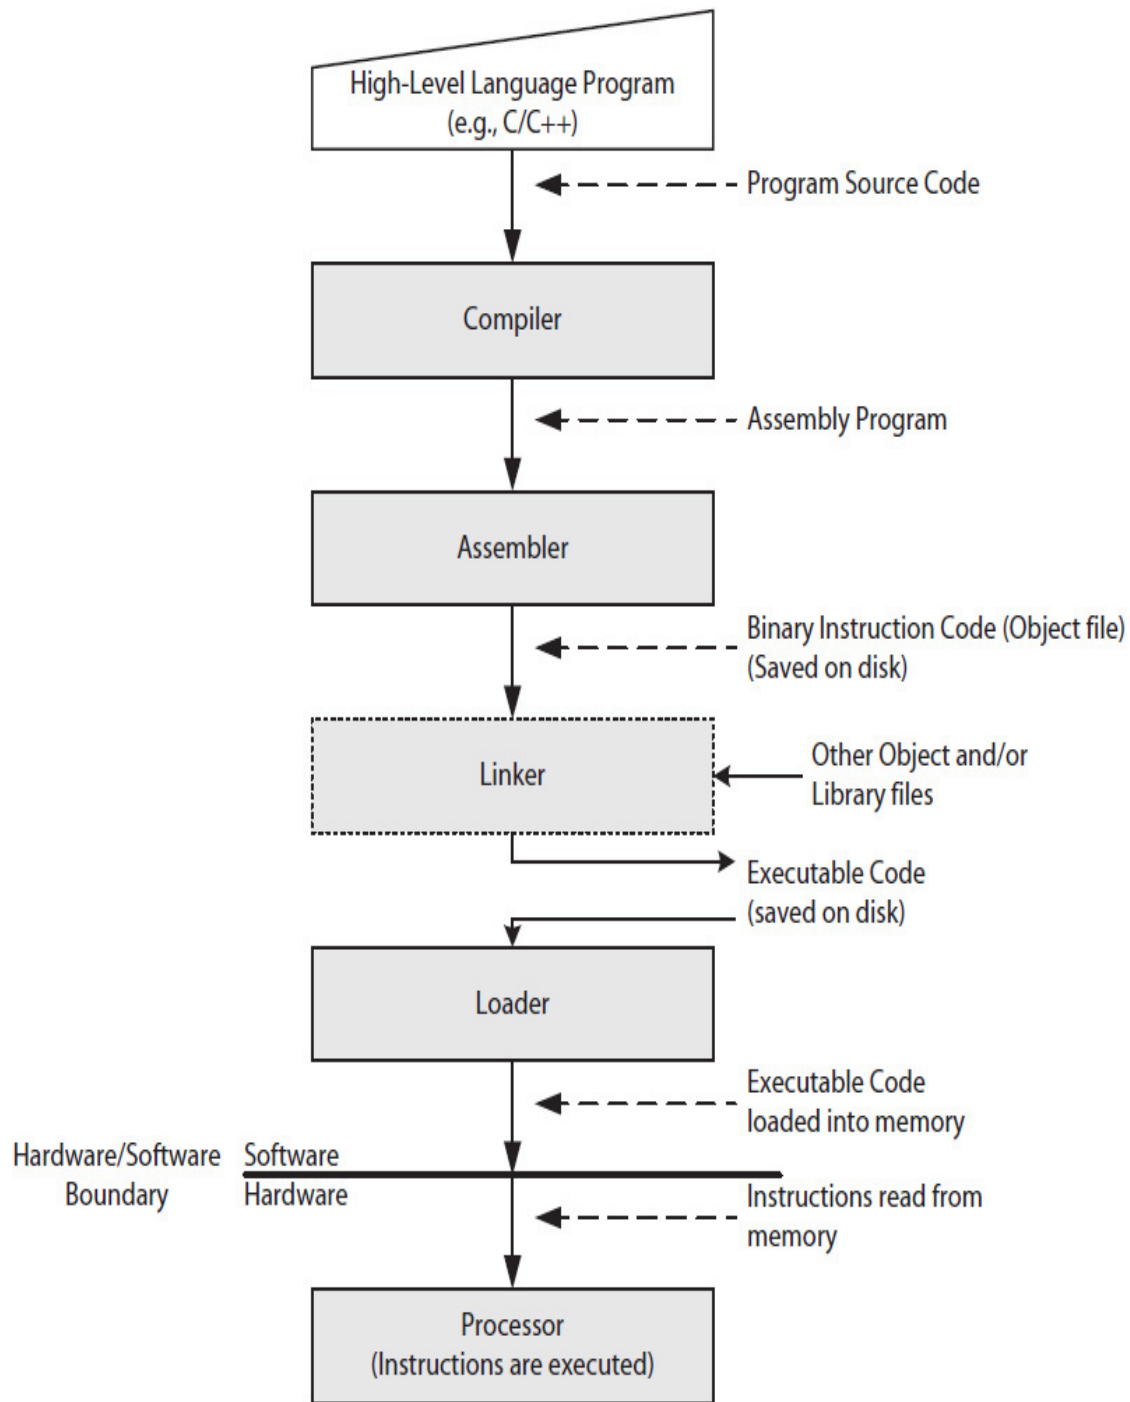 High-Level Language Program
(e.g., C/C++)
Program Source Code
Compiler
Assembly Program
Assembler
Binary Instruction Code (Object file)
(Saved on disk)
Linker
Other Object and/or
Library files
Executable Code
(saved on disk)
Loader
Executable Code
loaded into memory
Hardware/Software
Boundary
Software
Hardware
Instructions read from
memory
Processor
(Instructions are executed)